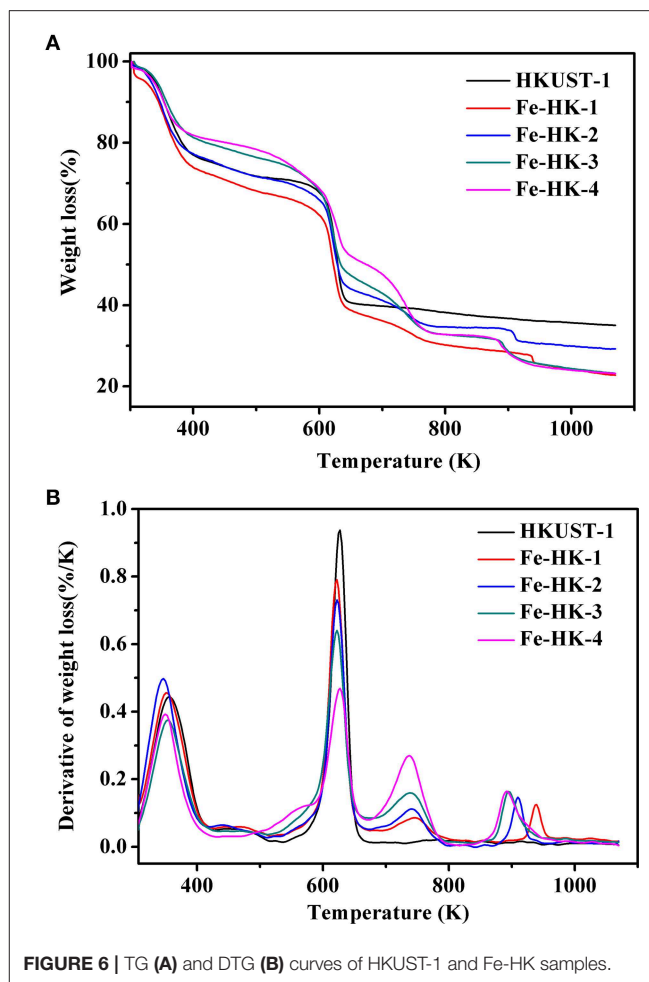 A
100
80
60
40
20
Weight loss(%)
HKUST-1
Fe-HK-1
Fe-HK-2
Fe-HK-3
Fe-HK-4
400 600 800 1000
Temperature (K)
B
1.0
0.8
0.6
0.4
0.2
0.0
Derivative of weight loss(%/K)
HKUST-1
Fe-HK-1
Fe-HK-2
Fe-HK-3
Fe-HK-4
400 600 800 1000
Temperature (K)
FIGURE 6 | TG (A) and DTG (B) curves of HKUST-1 and Fe-HK samples.